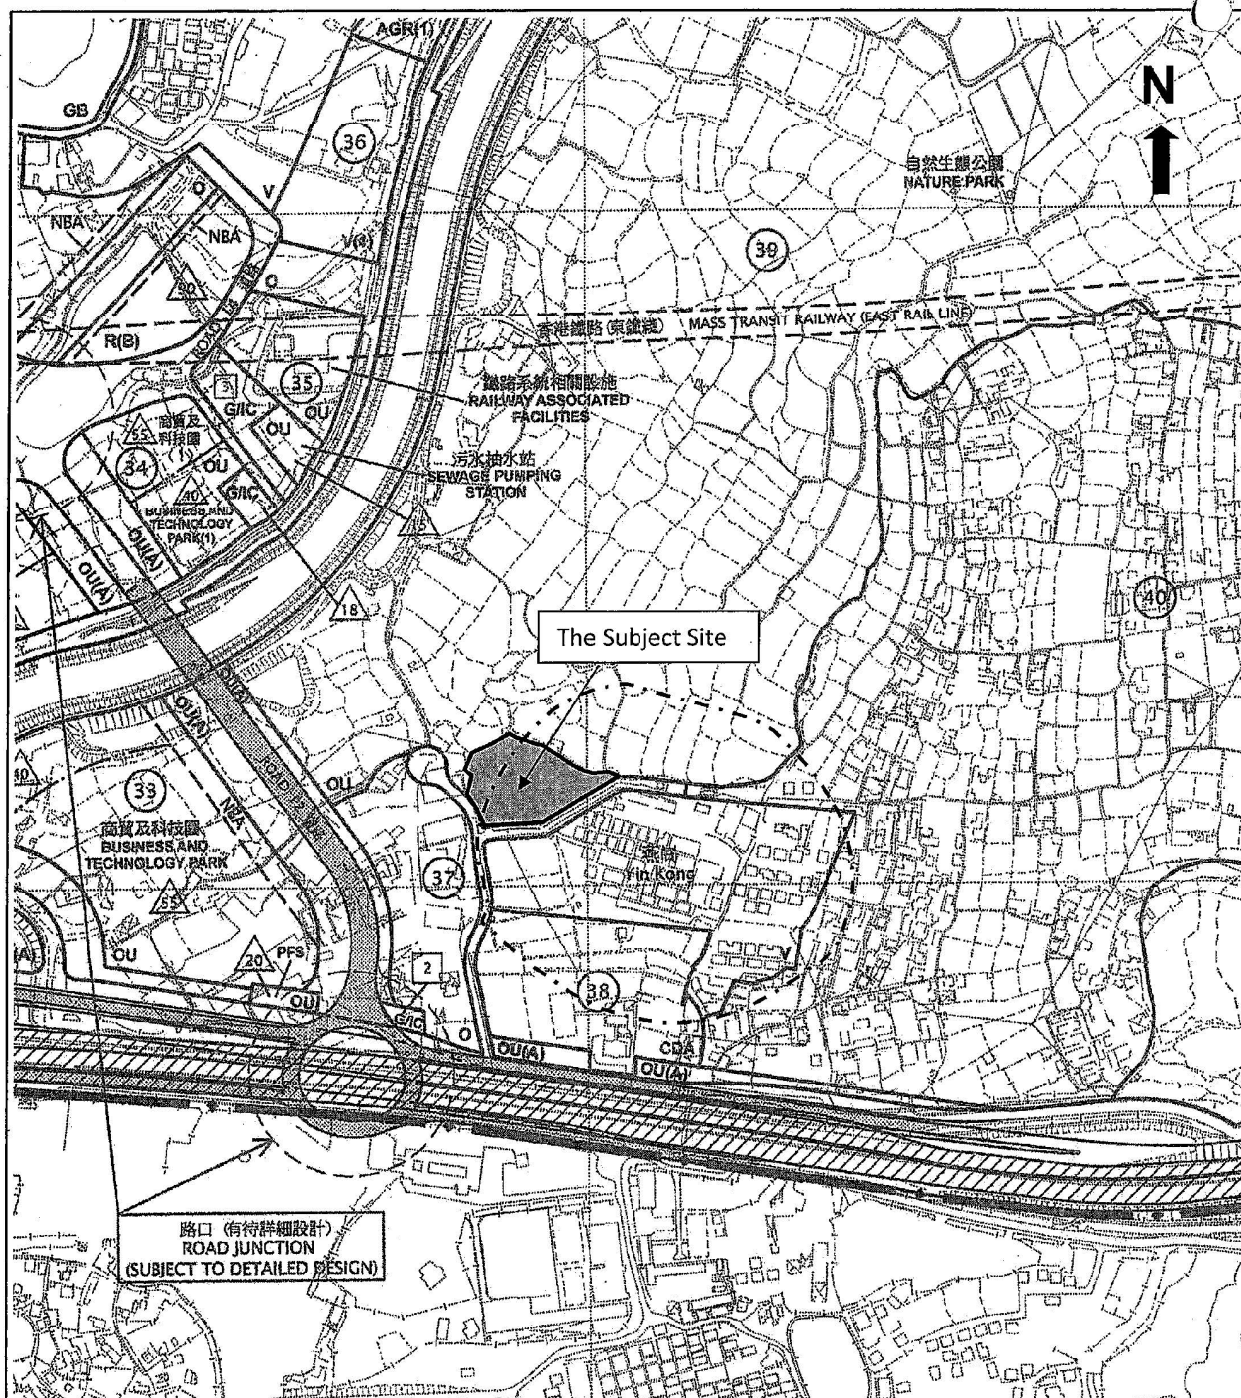 AGR(1)
GB
36
N
自然生態公園
NATURE PARK
O
V
NBA
NBA
39
O
香港鐵路 (東鐵綫)
MASS TRANSIT RAILWAY (EAST RAIL LINE)
R(B)
35
鐵路系統相關設施
RAILWAY ASSOCIATED
FACILITIES
G/IC
OU
OU
商貿及
科技園
(1)
55
34
OU
污水抽水站
SEWAGE PUMPING
STATION
40
G/IC
BUSINESS AND
TECHNOLOGY
PARK(1)
15
OU(A)
OU(A)
18
40
The Subject Site
OU(A)
OU
33
NBA
商貿及科技園
BUSINESS AND
TECHNOLOGY PARK
55
37
Yin Kong
OU
20
PFS
OU
2
38
V
G/IC
O
OU(A)
CDA
OU(A)
路口 (有待詳細設計)
ROAD JUNCTION
(SUBJECT TO DETAILED DESIGN)